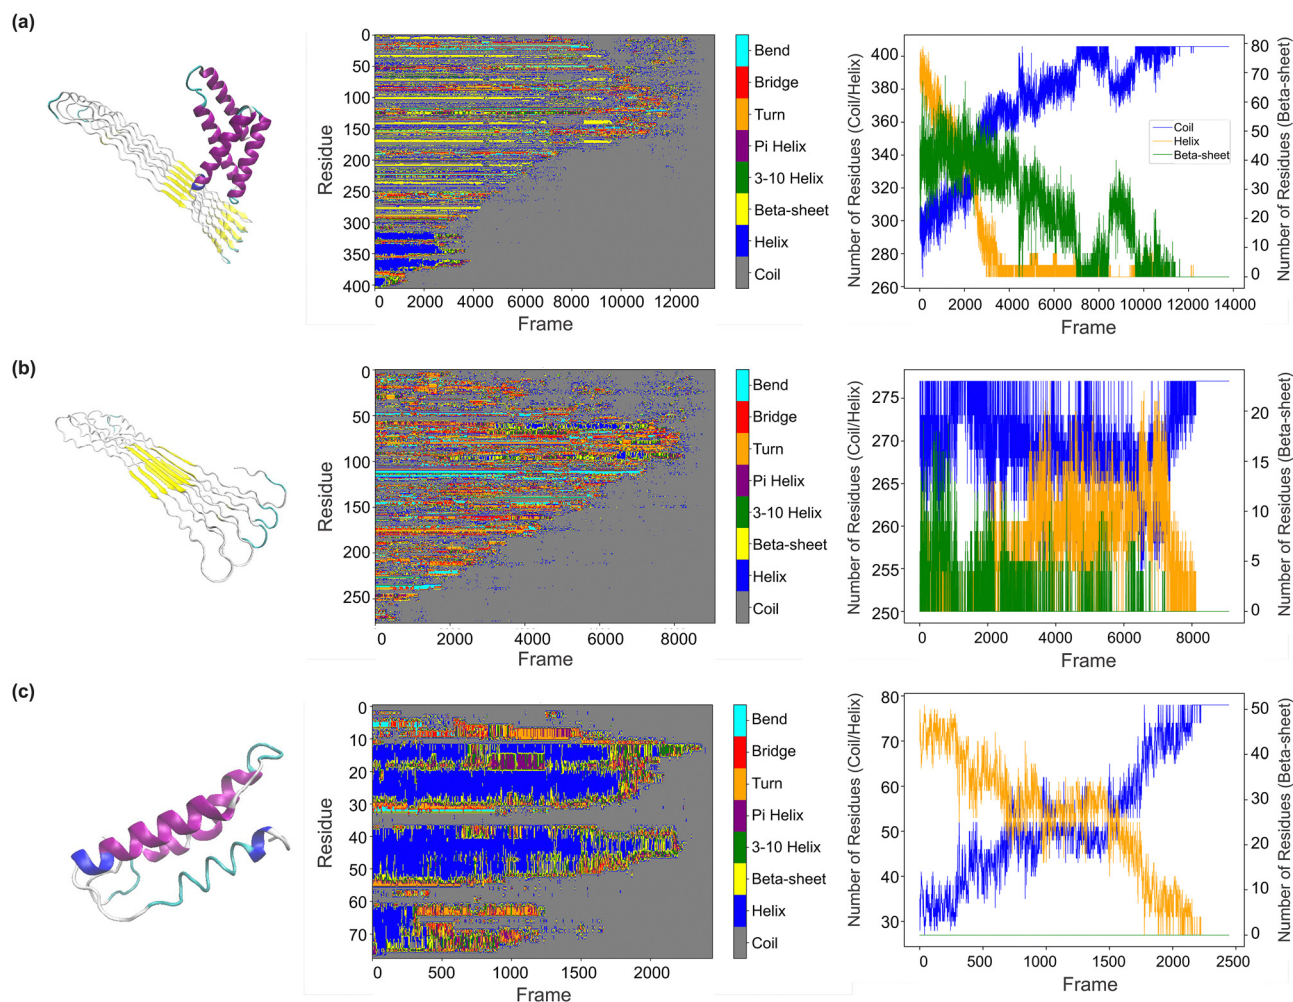 (a)
0
50
100
150
200
250
300
350
400
Residue
0 2000 4000 6000 8000 10000 12000
Frame
Bend
Bridge
Turn
Pi Helix
3-10 Helix
Beta-sheet
Helix
Coil
Number of Residues (Coil/Helix)
400
380
360
340
320
300
280
260
0 2000 4000 6000 8000 10000 12000 14000
Frame
Coil
Helix
Beta-sheet
80
70
60
50
40
30
20
10
0
Number of Residues (Beta-sheet)
(b)
0
50
100
150
200
250
Residue
0 2000 4000 6000 8000
Frame
Bend
Bridge
Turn
Pi Helix
3-10 Helix
Beta-sheet
Helix
Coil
Number of Residues (Coil/Helix)
275
270
265
260
255
250
0 2000 4000 6000 8000
Frame
20
15
10
5
0
Number of Residues (Beta-sheet)
(c)
0
10
20
30
40
50
60
70
Residue
0 500 1000 1500 2000
Frame
Bend
Bridge
Turn
Pi Helix
3-10 Helix
Beta-sheet
Helix
Coil
Number of Residues (Coil/Helix)
80
70
60
50
40
30
0 500 1000 1500 2000 2500
Frame
50
40
30
20
10
0
Number of Residues (Beta-sheet)